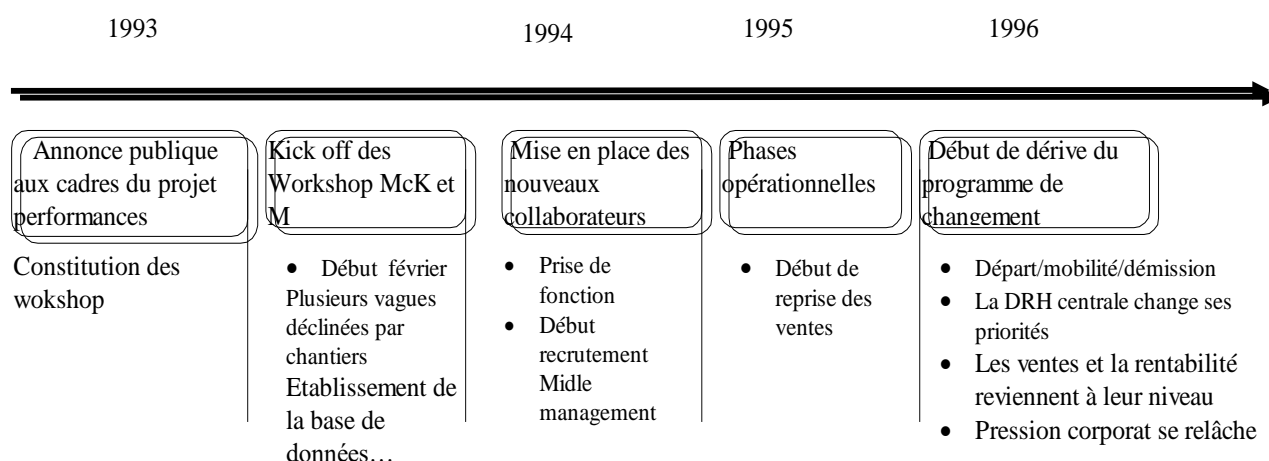 1993
1994
1995
1996
Annonce publique
aux cadres du projet
performances
Constitution des
wokshop
Kick off des
Workshop McK et
M
• Début février
Plusieurs vagues
déclinées par
chantiers
Etablissement de
la base de
données…
Mise en place des
nouveaux
collaborateurs
• Prise de
fonction
• Début
recrutement
Midle
management
Phases
opérationnelles
• Début de
reprise des
ventes
Début de dérive du
programme de
changement
• Départ/mobilité/démission
• La DRH centrale change ses
priorités
• Les ventes et la rentabilité
reviennent à leur niveau
• Pression corporat se relâche